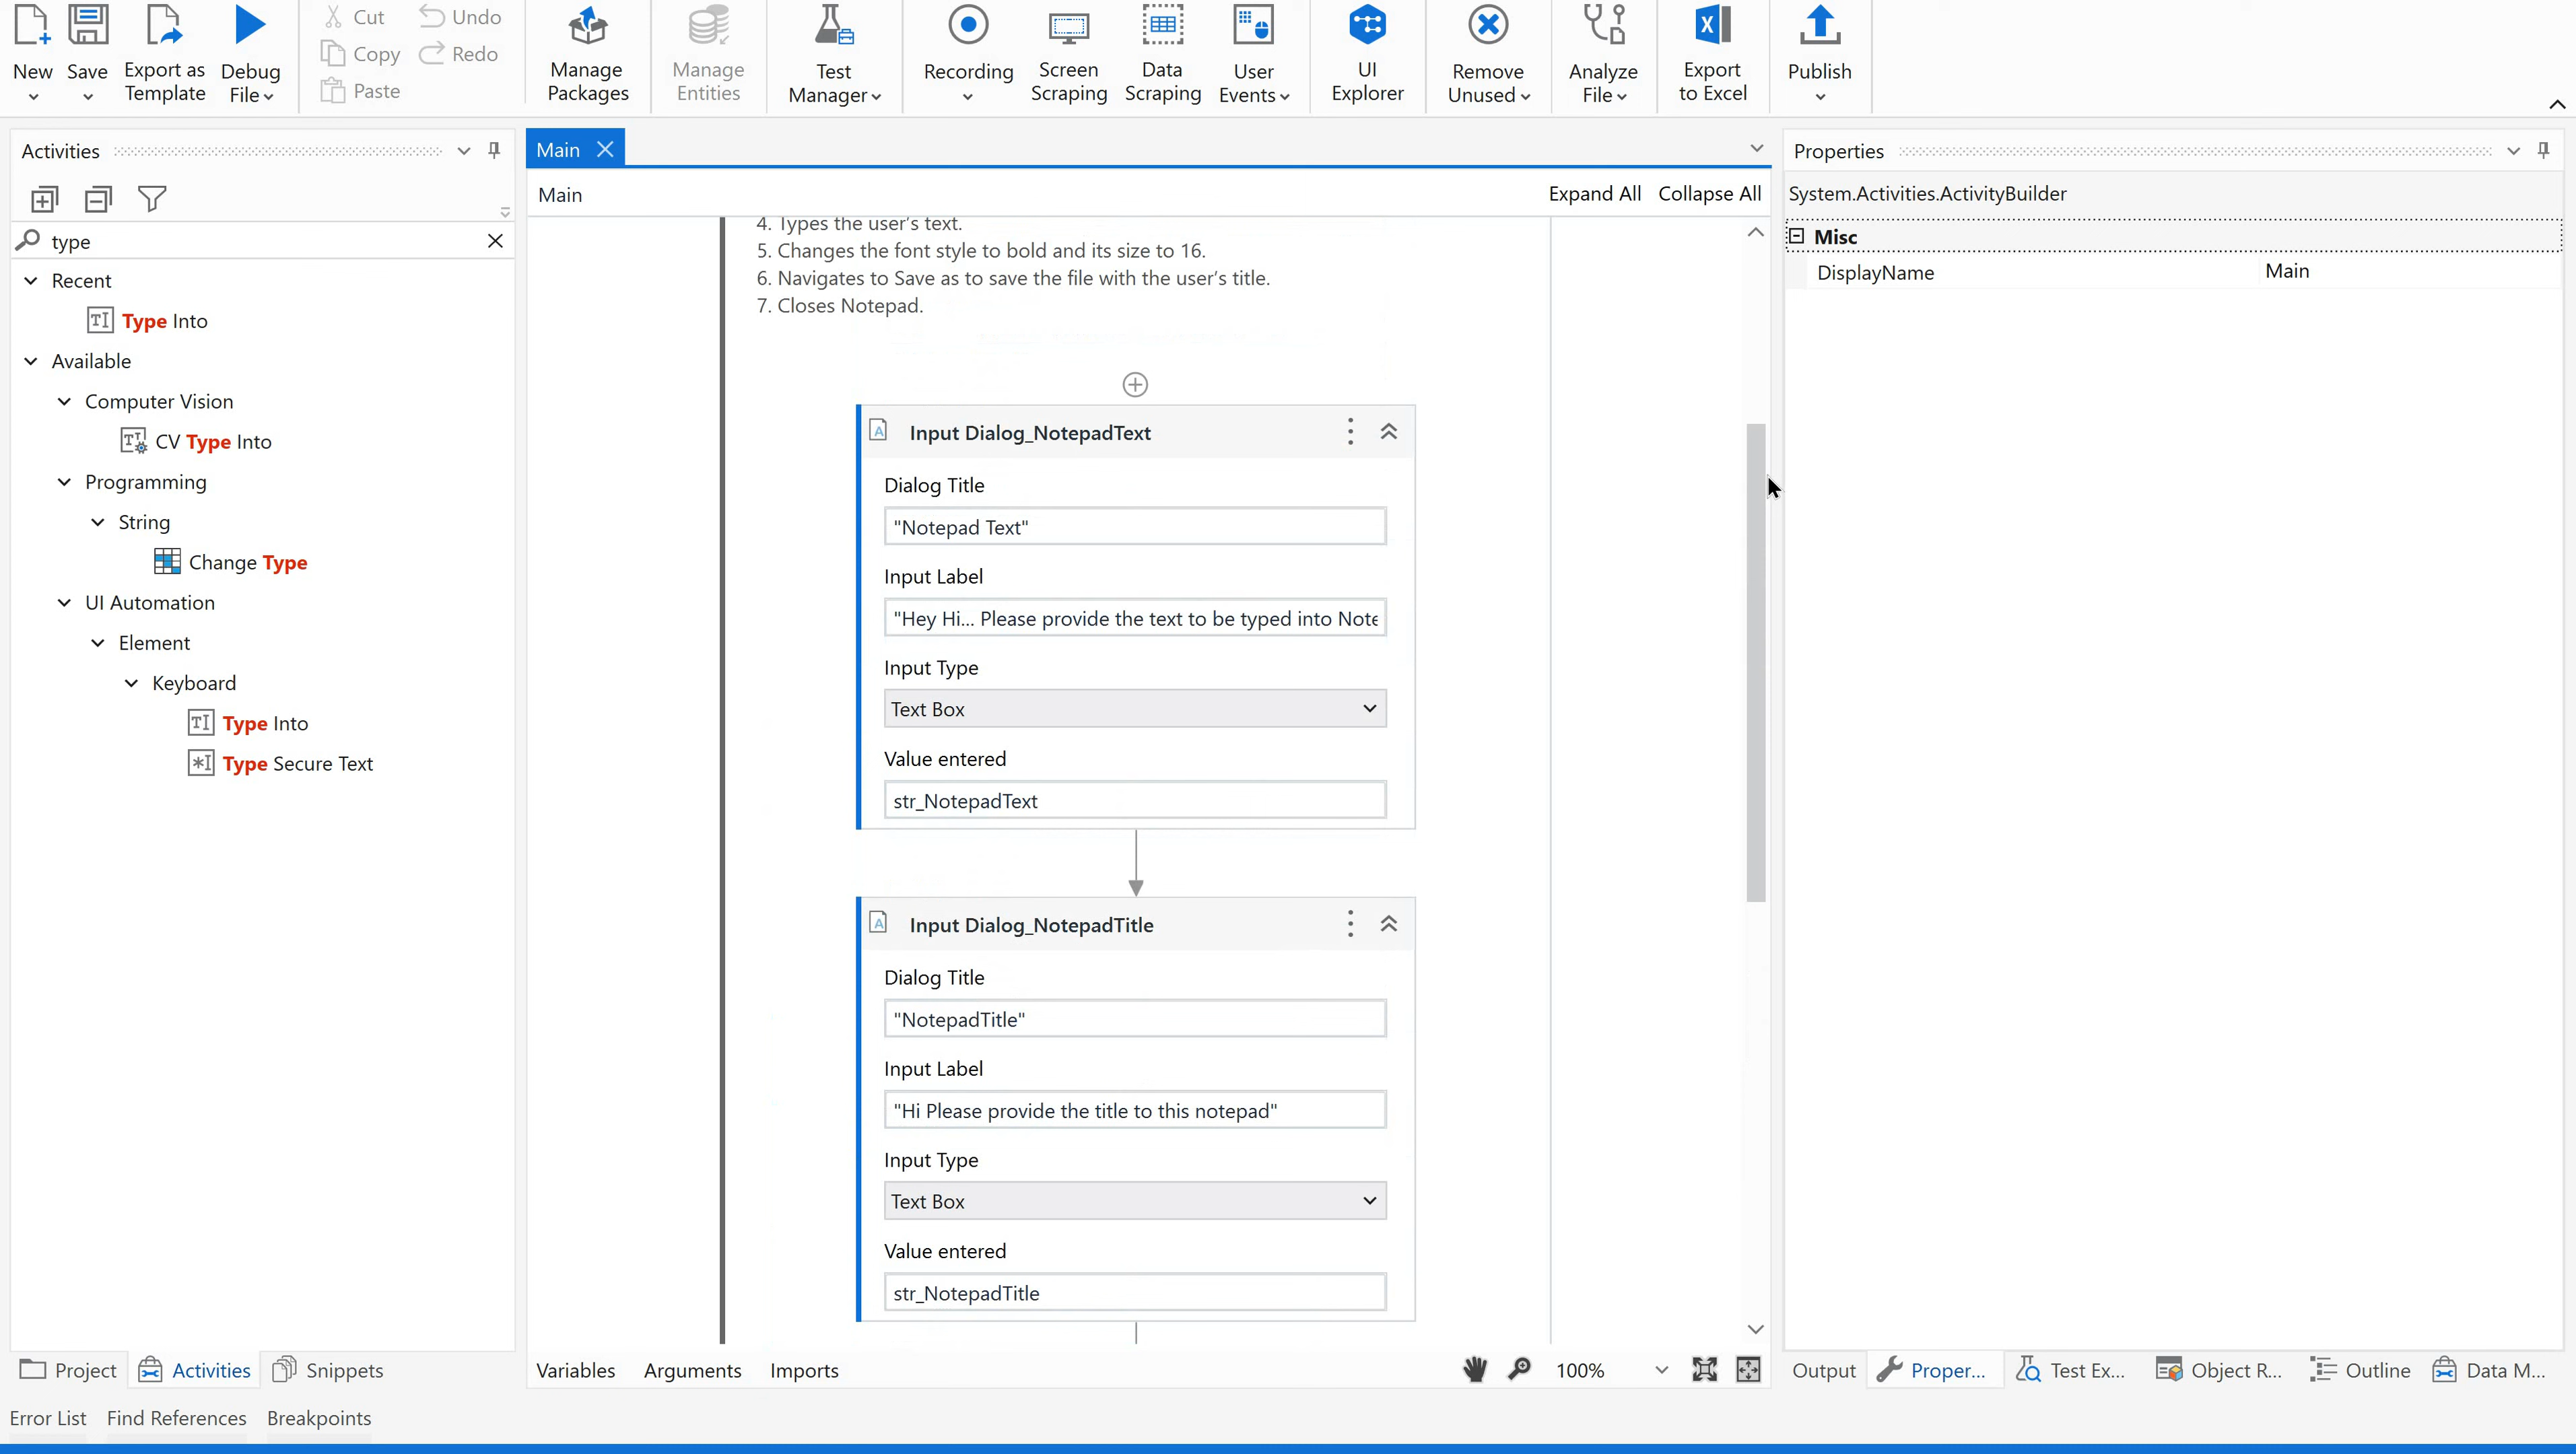 New
Save
Export as
Template
Debug
File
Cut
Copy
Paste
Undo
Redo
Manage
Packages
Manage
Entities
Test
Manager
Recording
Screen
Scraping
Data
Scraping
User
Events
UI
Explorer
Remove
Unused
Analyze
File
Export
to Excel
Publish
Activities
type
Recent
Type Into
Available
Computer Vision
CV Type Into
Programming
String
Change Type
UI Automation
Element
Keyboard
Type Into
Type Secure Text
Project
Activities
Snippets
Main
Main
Expand All
Collapse All
4. Types the user's text.
5. Changes the font style to bold and its size to 16.
6. Navigates to Save as to save the file with the user's title.
7. Closes Notepad.
Input Dialog_NotepadText
Dialog Title
"Notepad Text"
Input Label
"Hey Hi... Please provide the text to be typed into Note
Input Type
Text Box
Value entered
str_NotepadText
Input Dialog_NotepadTitle
Dialog Title
"NotepadTitle"
Input Label
"Hi Please provide the title to this notepad"
Input Type
Text Box
Value entered
str_NotepadTitle
Variables
Arguments
Imports
100%
Properties
System.Activities.ActivityBuilder
Misc
DisplayName
Main
Output
Proper...
Test Ex...
Object R...
Outline
Data M...
Error List
Find References
Breakpoints